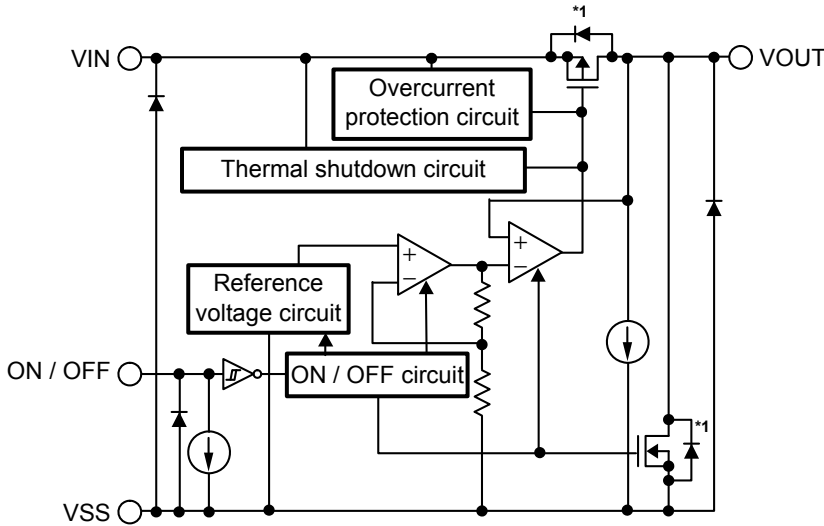 *1
VIN
VOUT
Overcurrent
protection circuit
Thermal shutdown circuit
+
−
+
−
Reference
voltage circuit
ON / OFF
ON / OFF circuit
*1
VSS